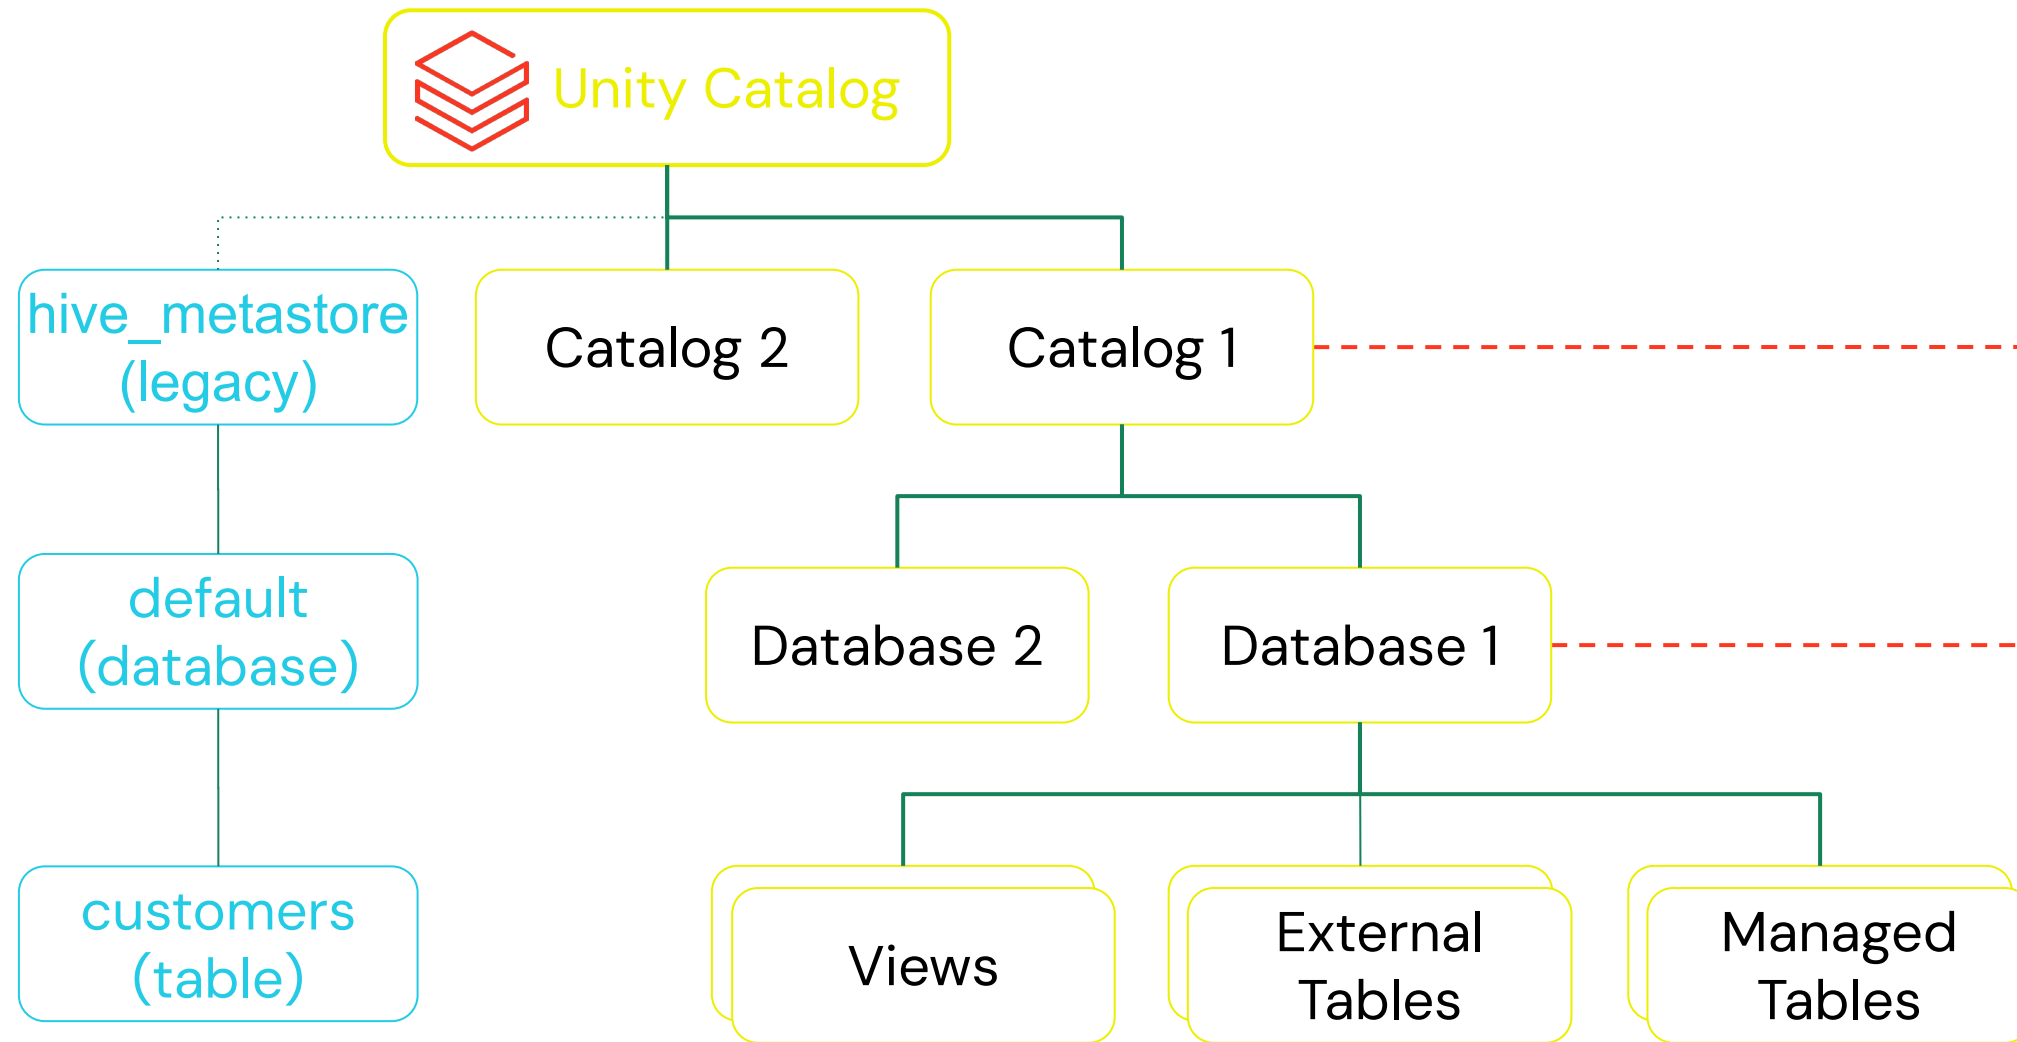 Unity Catalog
hive_metastore
(legacy)
Catalog 2
Catalog 1
default
(database)
Database 2
Database 1
customers
(table)
Views
External
Tables
Managed
Tables